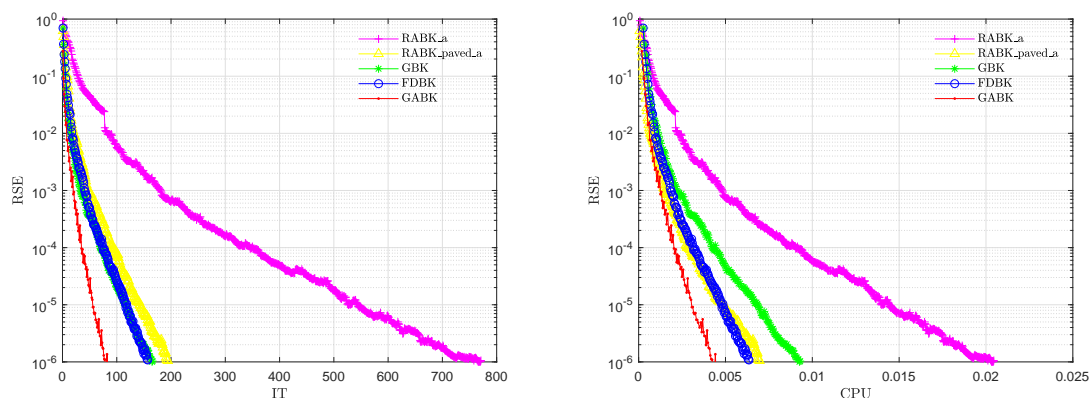 10^0
10^-1
10^-2
10^-3
10^-4
10^-5
10^-6
RSE
0 100 200 300 400 500 600 700 800
IT
RABK_a
RABK_paved_a
GBK
FDBK
GABK
10^0
10^-1
10^-2
10^-3
10^-4
10^-5
10^-6
RSE
0 0.005 0.01 0.015 0.02 0.025
CPU
RABK_a
RABK_paved_a
GBK
FDBK
GABK